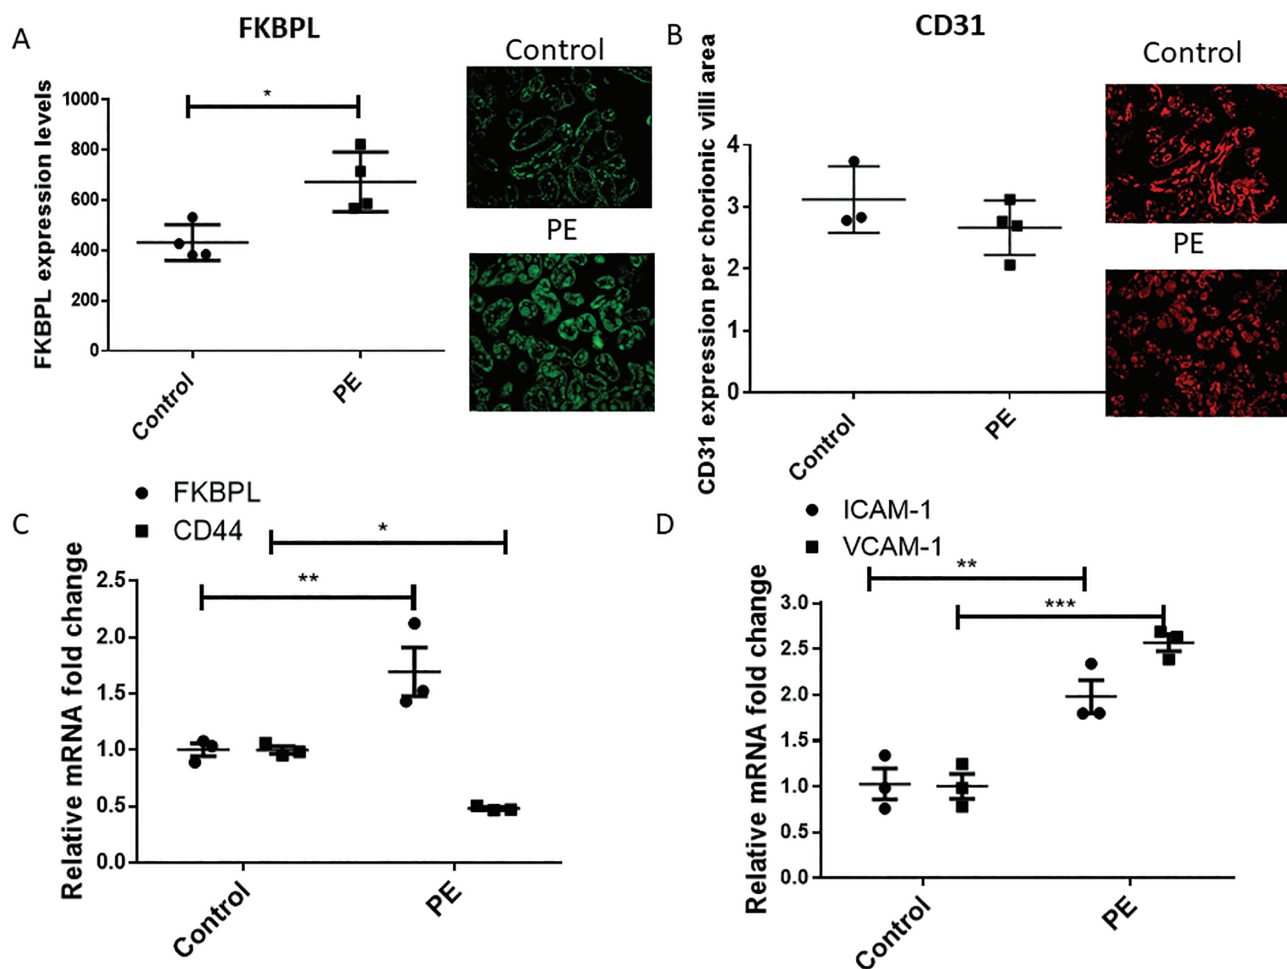 A
FKBPL
FKBPL expression levels
1000
800
600
400
200
0
*
Control
PE
Control
PE
B
CD31
CD31 expression per chorionic villi area
4
3
2
1
0
Control
PE
Control
PE
C
FKBPL
CD44
*
**
Relative mRNA fold change
2.5
2.0
1.5
1.0
0.5
0.0
Control
PE
D
ICAM-1
VCAM-1
**
***
Relative mRNA fold change
3.0
2.5
2.0
1.5
1.0
0.5
0.0
Control
PE